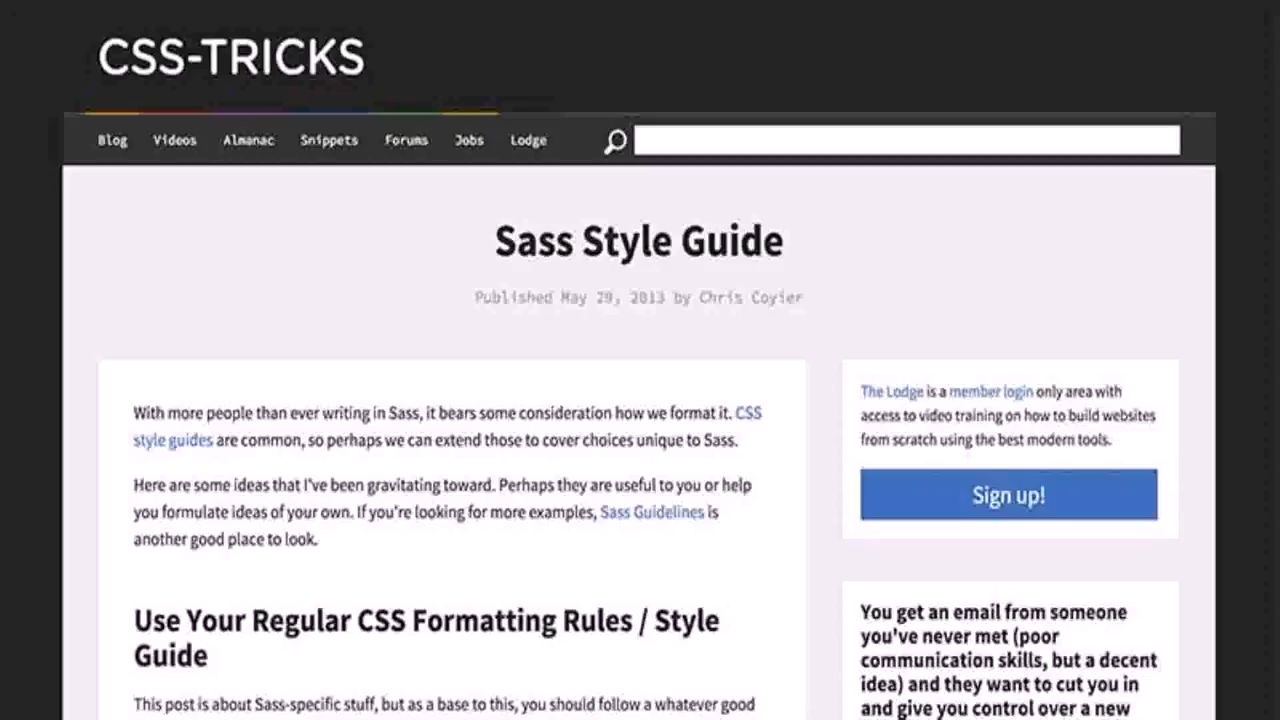 CSS-TRICKS
Blog Videos Almanac Snippets Forums Jobs Lodge
Sass Style Guide
Published May 29, 2013 by Chris Coyier
With more people than ever writing in Sass, it bears some consideration how we format it. CSS
style guides are common, so perhaps we can extend those to cover choices unique to Sass.
Here are some ideas that I've been gravitating toward. Perhaps they are useful to you or help
you formulate ideas of your own. If you're looking for more examples, Sass Guidelines is
another good place to look.
Use Your Regular CSS Formatting Rules / Style
Guide
This post is about Sass-specific stuff, but as a base to this, you should follow a whatever good
The Lodge is a member login only area with
access to video training on how to build websites
from scratch using the best modern tools.
Sign up!
You get an email from someone
you've never met (poor
communication skills, but a decent
idea) and they want to cut you in
and give you control over a new